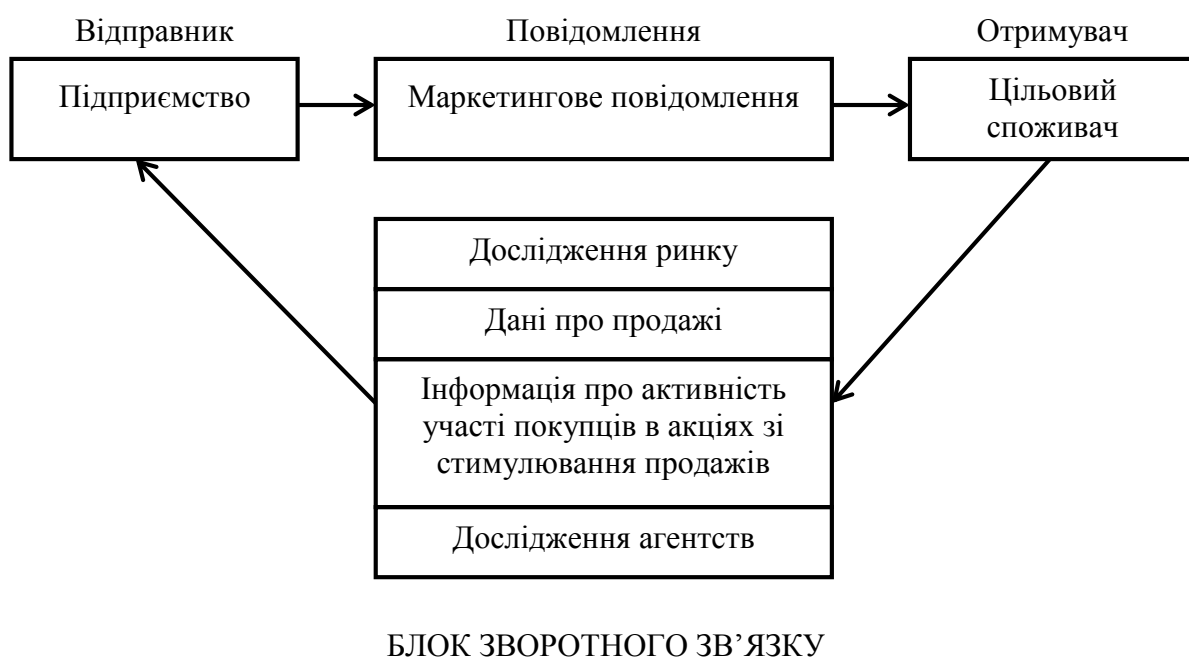 Відправник
Повідомлення
Отримувач
Підприємство
Маркетингове повідомлення
Цільовий
споживач
Дослідження ринку
Дані про продажі
Інформація про активність
участі покупців в акціях зі
стимулювання продажів
Дослідження агентств
БЛОК ЗВОРОТНОГО ЗВ’ЯЗКУ